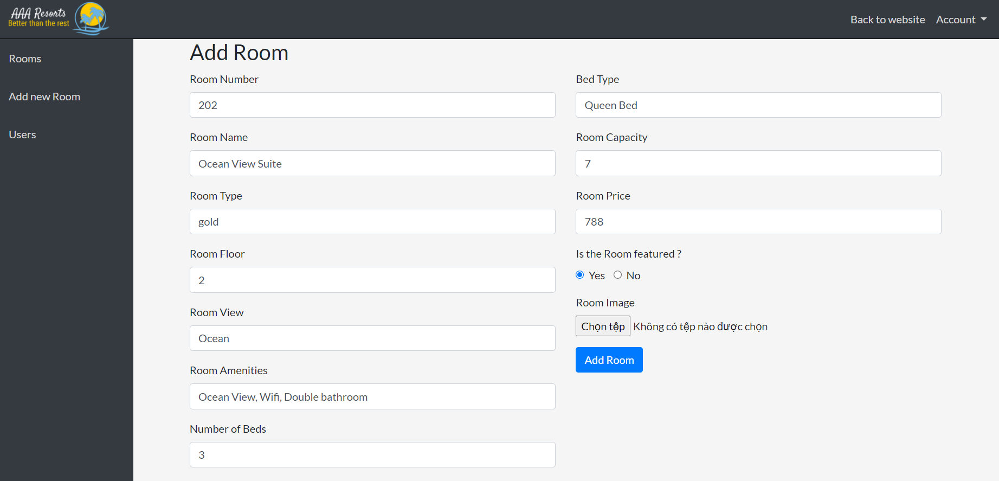 AAA Resorts
Better than the rest
Back to website
Account
Rooms
Add new Room
Users
Add Room
Room Number
202
Room Name
Ocean View Suite
Room Type
gold
Room Floor
2
Room View
Ocean
Room Amenities
Ocean View, Wifi, Double bathroom
Number of Beds
3
Bed Type
Queen Bed
Room Capacity
7
Room Price
788
Is the Room featured ?
Yes No
Room Image
Chọn tệp Không có tệp nào được chọn
Add Room